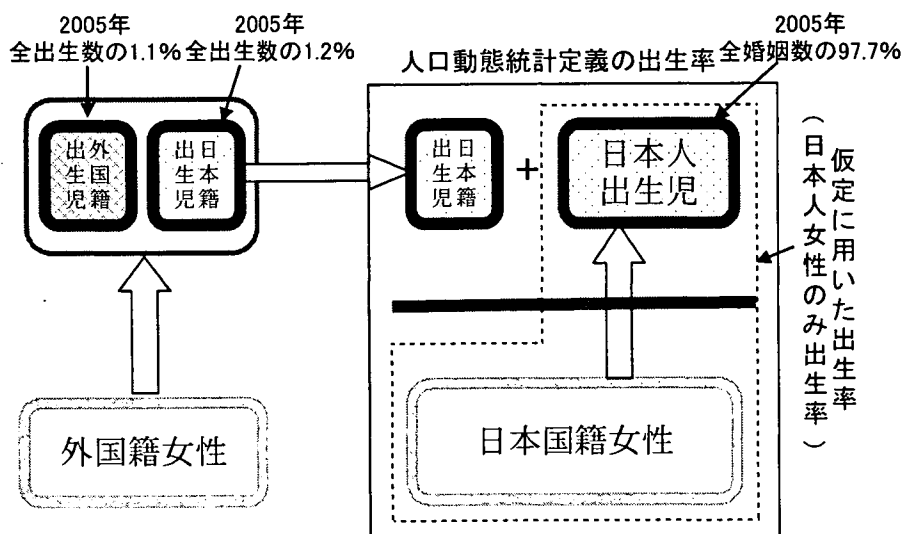 2005年
全出生数の1.1%
2005年
全出生数の1.2%
人口動態統計定義の出生率
2005年
全婚姻数の97.7%
外国籍
出生児
日本籍
出生児
日本籍
出生児
+
日本人
出生児
仮定に用いた出生率
（日本人女性のみ出生率）
外国籍女性
日本国籍女性